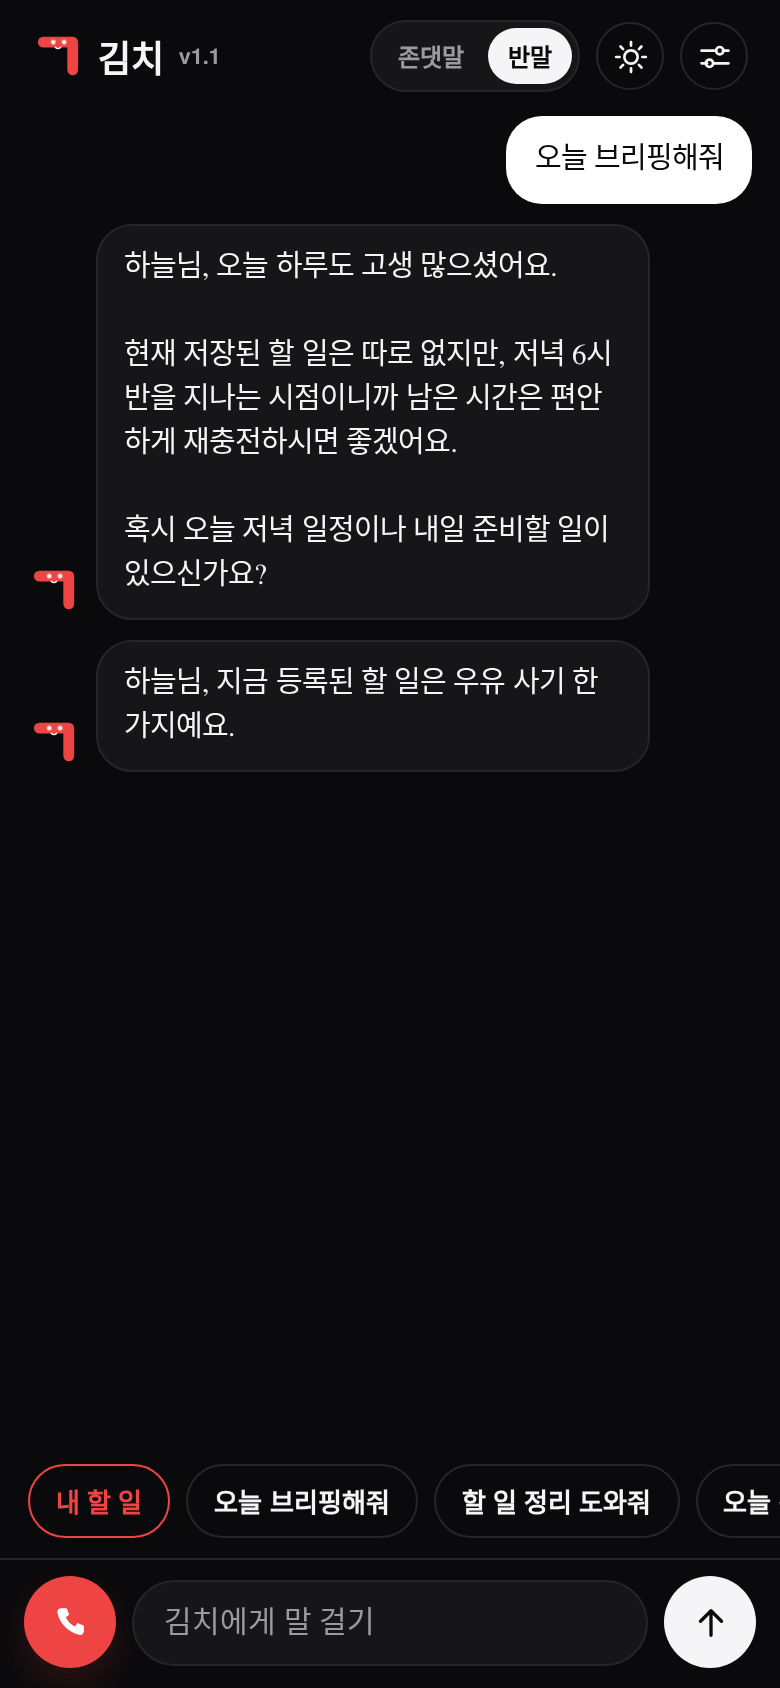 김치 v1.1 존댓말 반말
오늘 브리핑해줘
하늘님, 오늘 하루도 고생 많으셨어요.
현재 저장된 할 일은 따로 없지만, 저녁 6시
반을 지나는 시점이니까 남은 시간은 편안
하게 재충전하시면 좋겠어요.
혹시 오늘 저녁 일정이나 내일 준비할 일이
있으신가요?
하늘님, 지금 등록된 할 일은 우유 사기 한
가지예요.
내 할 일 오늘 브리핑해줘 할 일 정리 도와줘 오늘
김치에게 말 걸기